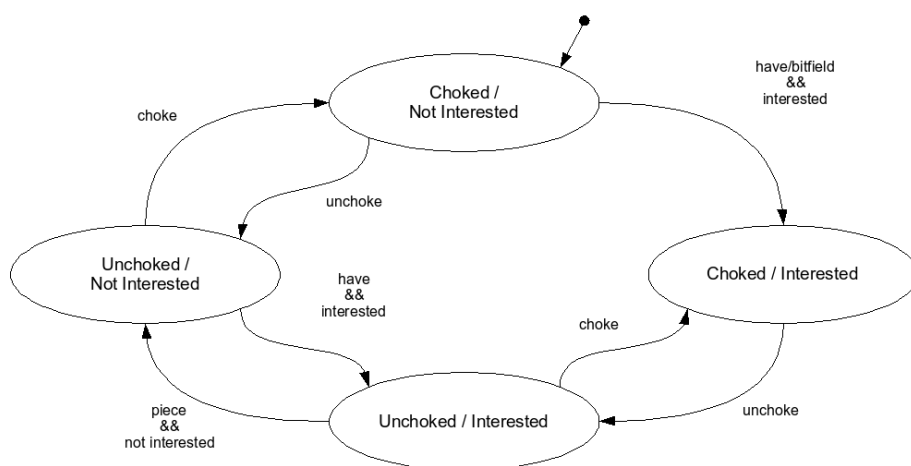 have/bitfield
&&
interested
Choked /
Not Interested
choke
unchoke
Unchoked /
Not Interested
have
&&
interested
Choked / Interested
choke
piece
&&
not interested
Unchoked / Interested
unchoke